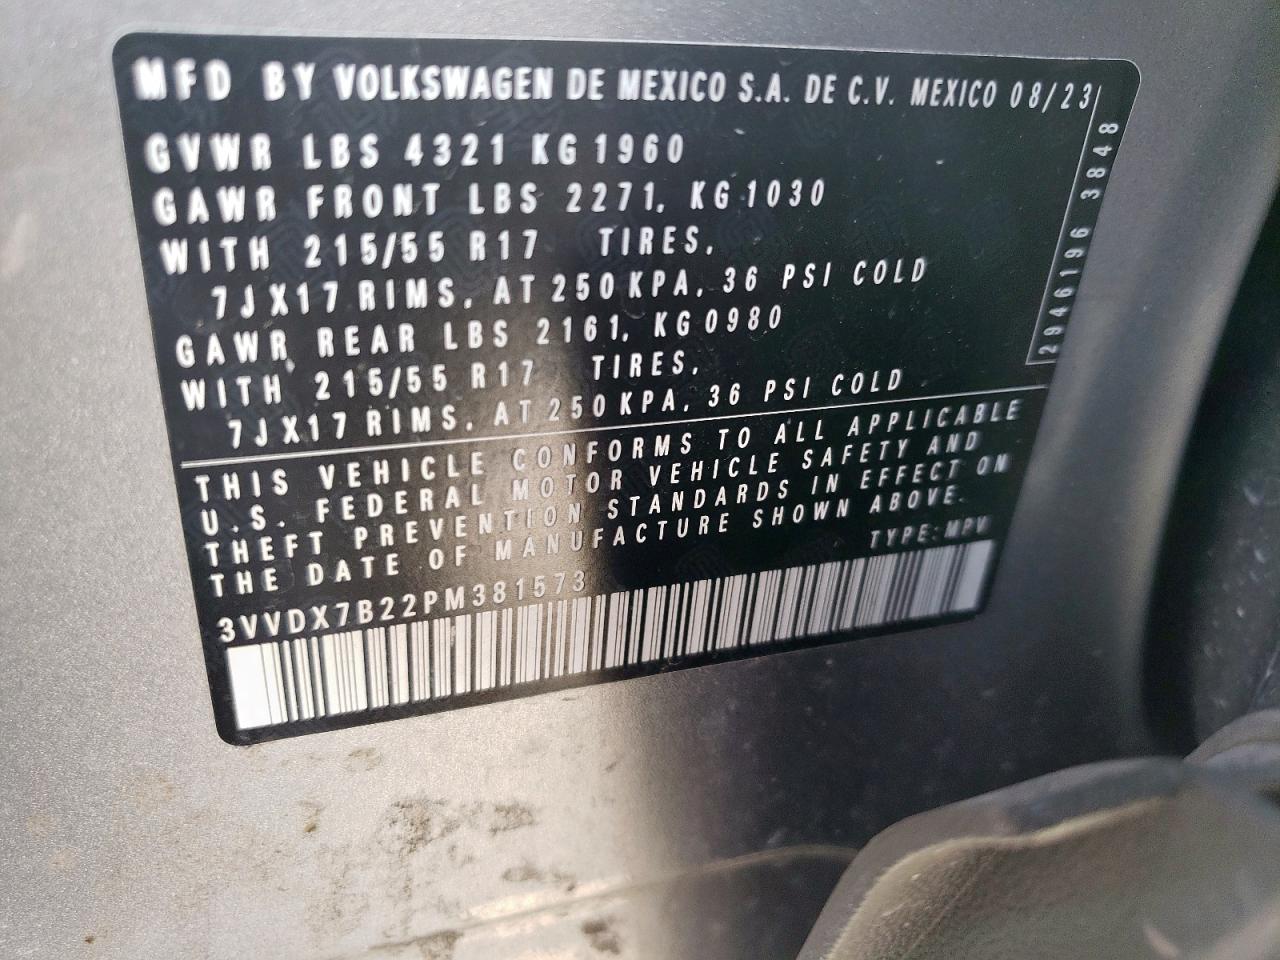 MFD BY VOLKSWAGEN DE MEXICO S.A. DE C.V. MEXICO 08/23
GVWR LBS 4321 KG 1960
GAWR FRONT LBS 2271, KG 1030
WITH 215/55 R17 TIRES,
7JX17 RIMS, AT 250 KPA, 36 PSI COLD
GAWR REAR LBS 2161, KG 0980
WITH 215/55 R17 TIRES,
7JX17 RIMS, AT 250 KPA, 36 PSI COLD
2946196 3848
THIS VEHICLE CONFORMS TO ALL APPLICABLE
U.S. FEDERAL MOTOR VEHICLE SAFETY AND
THEFT PREVENTION STANDARDS IN EFFECT ON
THE DATE OF MANUFACTURE SHOWN ABOVE.
TYPE: MPV
3VVDX7B22PM381573